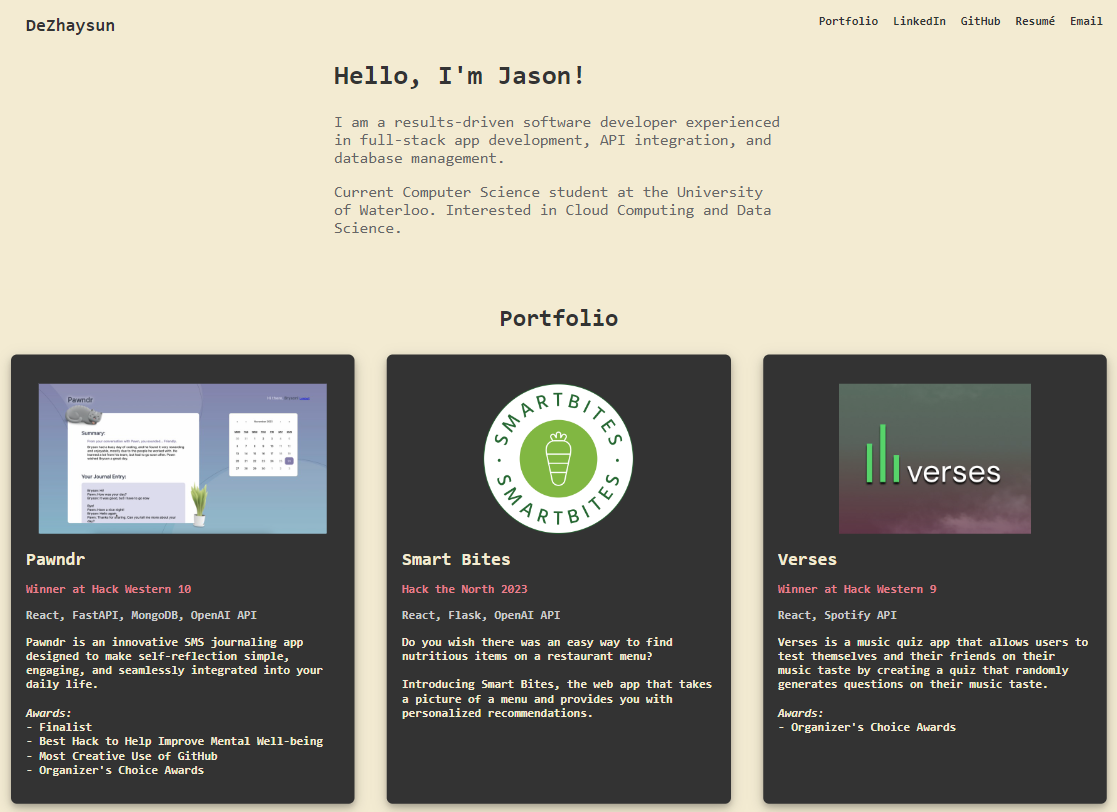 DeZhaysun
Portfolio LinkedIn GitHub Resumé Email
Hello, I'm Jason!
I am a results-driven software developer experienced
in full-stack app development, API integration, and
database management.
Current Computer Science student at the University
of Waterloo. Interested in Cloud Computing and Data
Science.
Portfolio
Pawndr
Summary:
Your Journal Entry:
SMARTBITES
SMARTBITES
verses
Pawndr
Winner at Hack Western 10
React, FastAPI, MongoDB, OpenAI API
Pawndr is an innovative SMS journaling app
designed to make self-reflection simple,
engaging, and seamlessly integrated into your
daily life.
Awards:
- Finalist
- Best Hack to Help Improve Mental Well-being
- Most Creative Use of GitHub
- Organizer's Choice Awards
Smart Bites
Hack the North 2023
React, Flask, OpenAI API
Do you wish there was an easy way to find
nutritious items on a restaurant menu?
Introducing Smart Bites, the web app that takes
a picture of a menu and provides you with
personalized recommendations.
Verses
Winner at Hack Western 9
React, Spotify API
Verses is a music quiz app that allows users to
test themselves and their friends on their
music taste by creating a quiz that randomly
generates questions on their music taste.
Awards:
- Organizer's Choice Awards